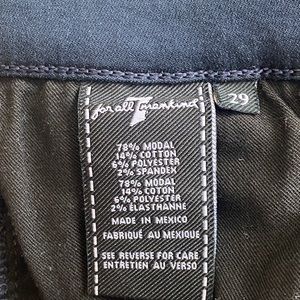 for all 7 mankind
29
78% MODAL
14% COTTON
6% POLYESTER
2% SPANDEX
78% MODAL
14% COTON
6% POLYESTER
2% ÉLASTHANNE
MADE IN MEXICO
FABRIQUÉ AU MEXIQUE
SEE REVERSE FOR CARE
ENTRETIEN AU VERSO